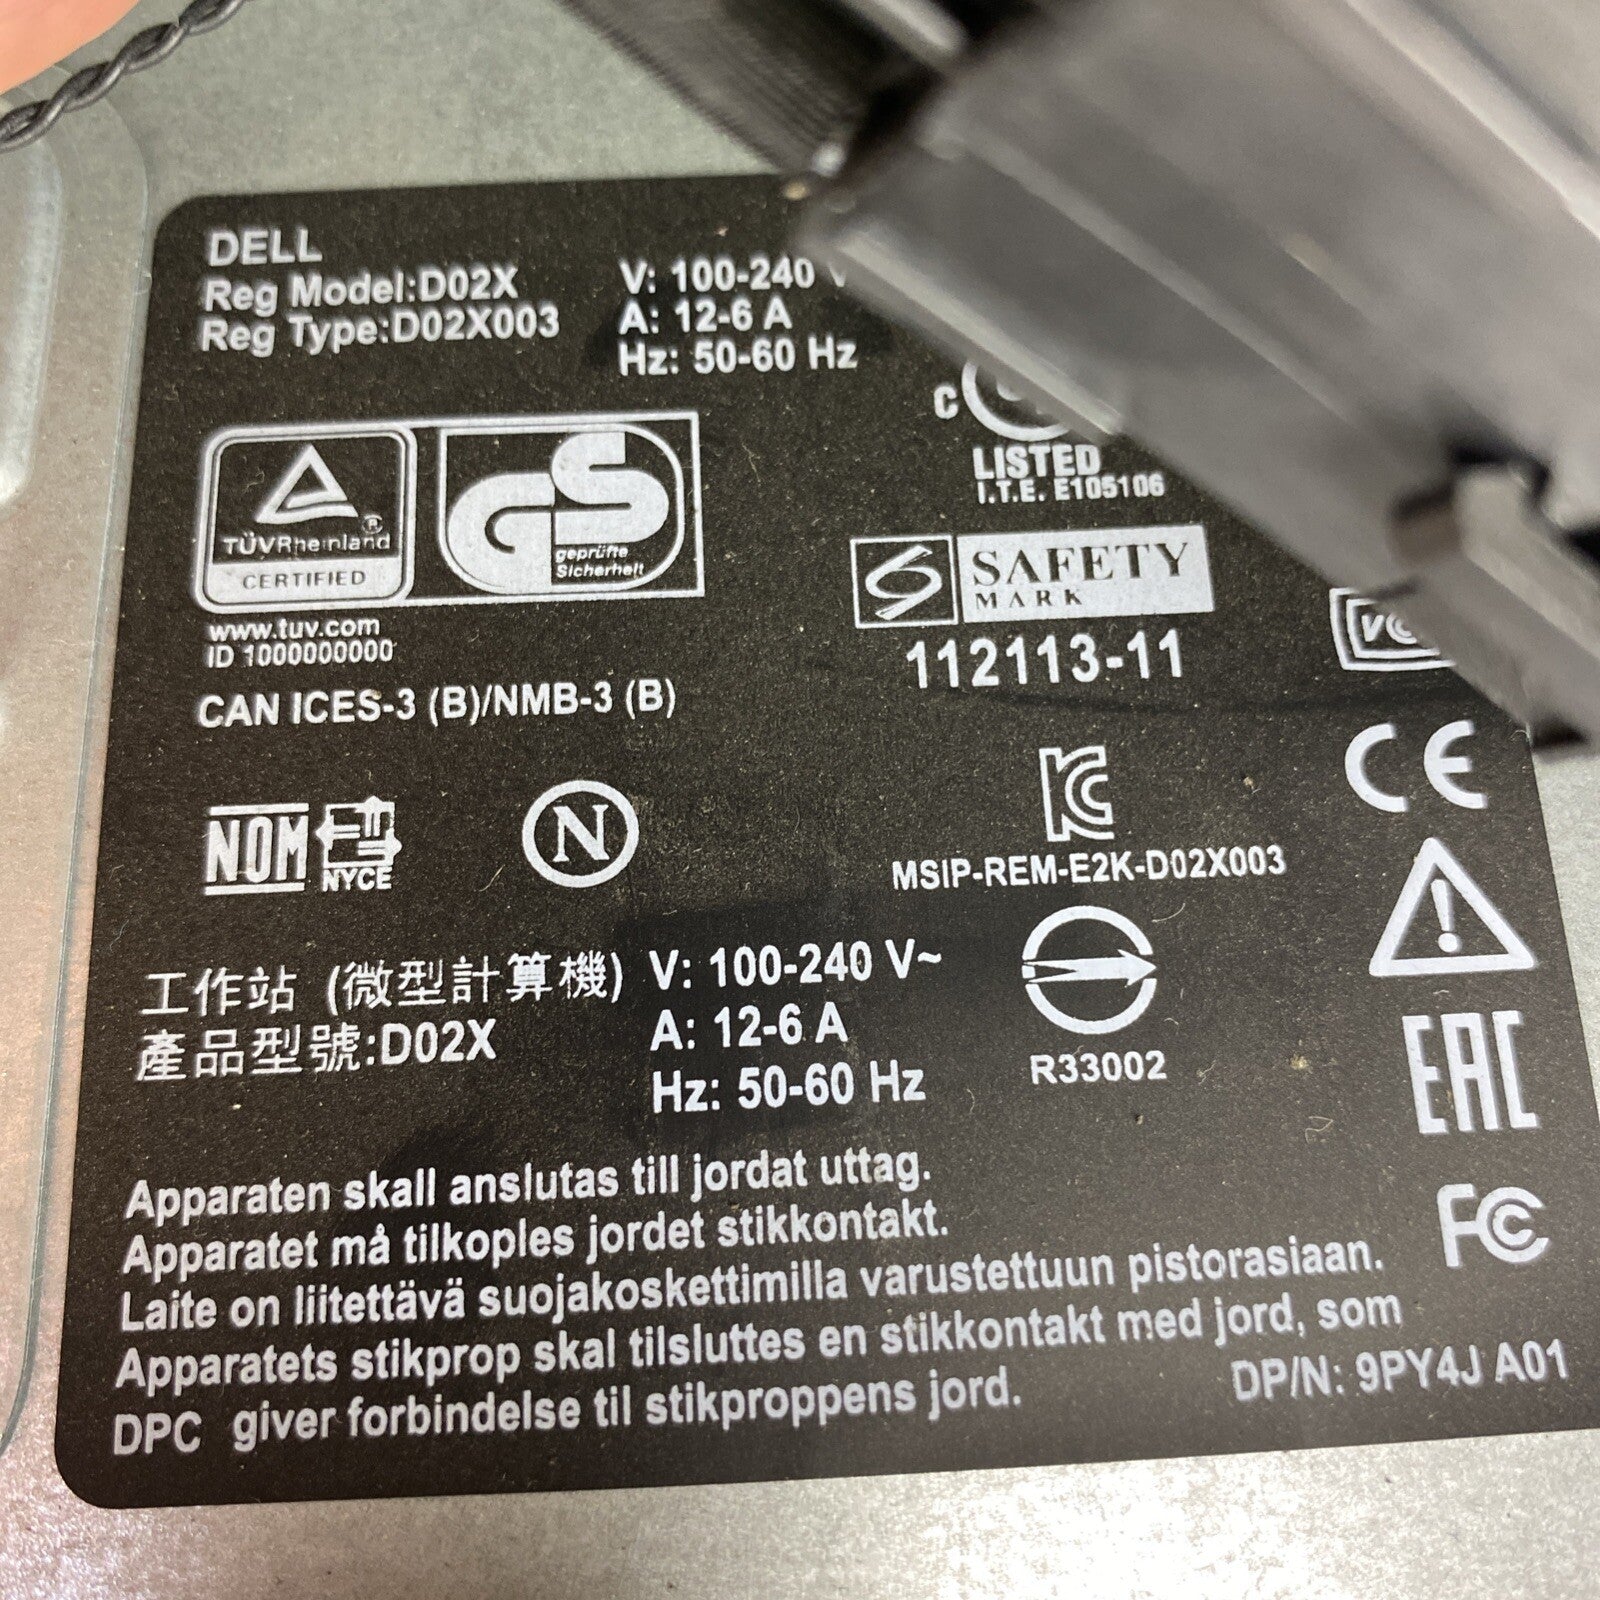 DELL
Reg Model:D02X
Reg Type:D02X003
V: 100-240
A: 12-6 A
Hz: 50-60 Hz
TÜVRheinland
CERTIFIED
GS
geprüfte
Sicherheit
www.tuv.com
ID 1000000000
C
LISTED
I.T.E. E105106
SAFETY
MARK
112113-11
CAN ICES-3 (B)/NMB-3 (B)
NOM
NYCE
N
MSIP-REM-E2K-D02X003
CE
工作站 (微型計算機)
產品型號:D02X
V: 100-240 V~
A: 12-6 A
Hz: 50-60 Hz
R33002
EAC
FC
Apparaten skall anslutas till jordat uttag.
Apparatet må tilkoples jordet stikkontakt.
Laite on liitettävä suojakoskettimilla varustettuun pistorasiaan.
Apparatets stikprop skal tilsluttes en stikkontakt med jord, som
DPC giver forbindelse til stikproppens jord.
DP/N: 9PY4J A01